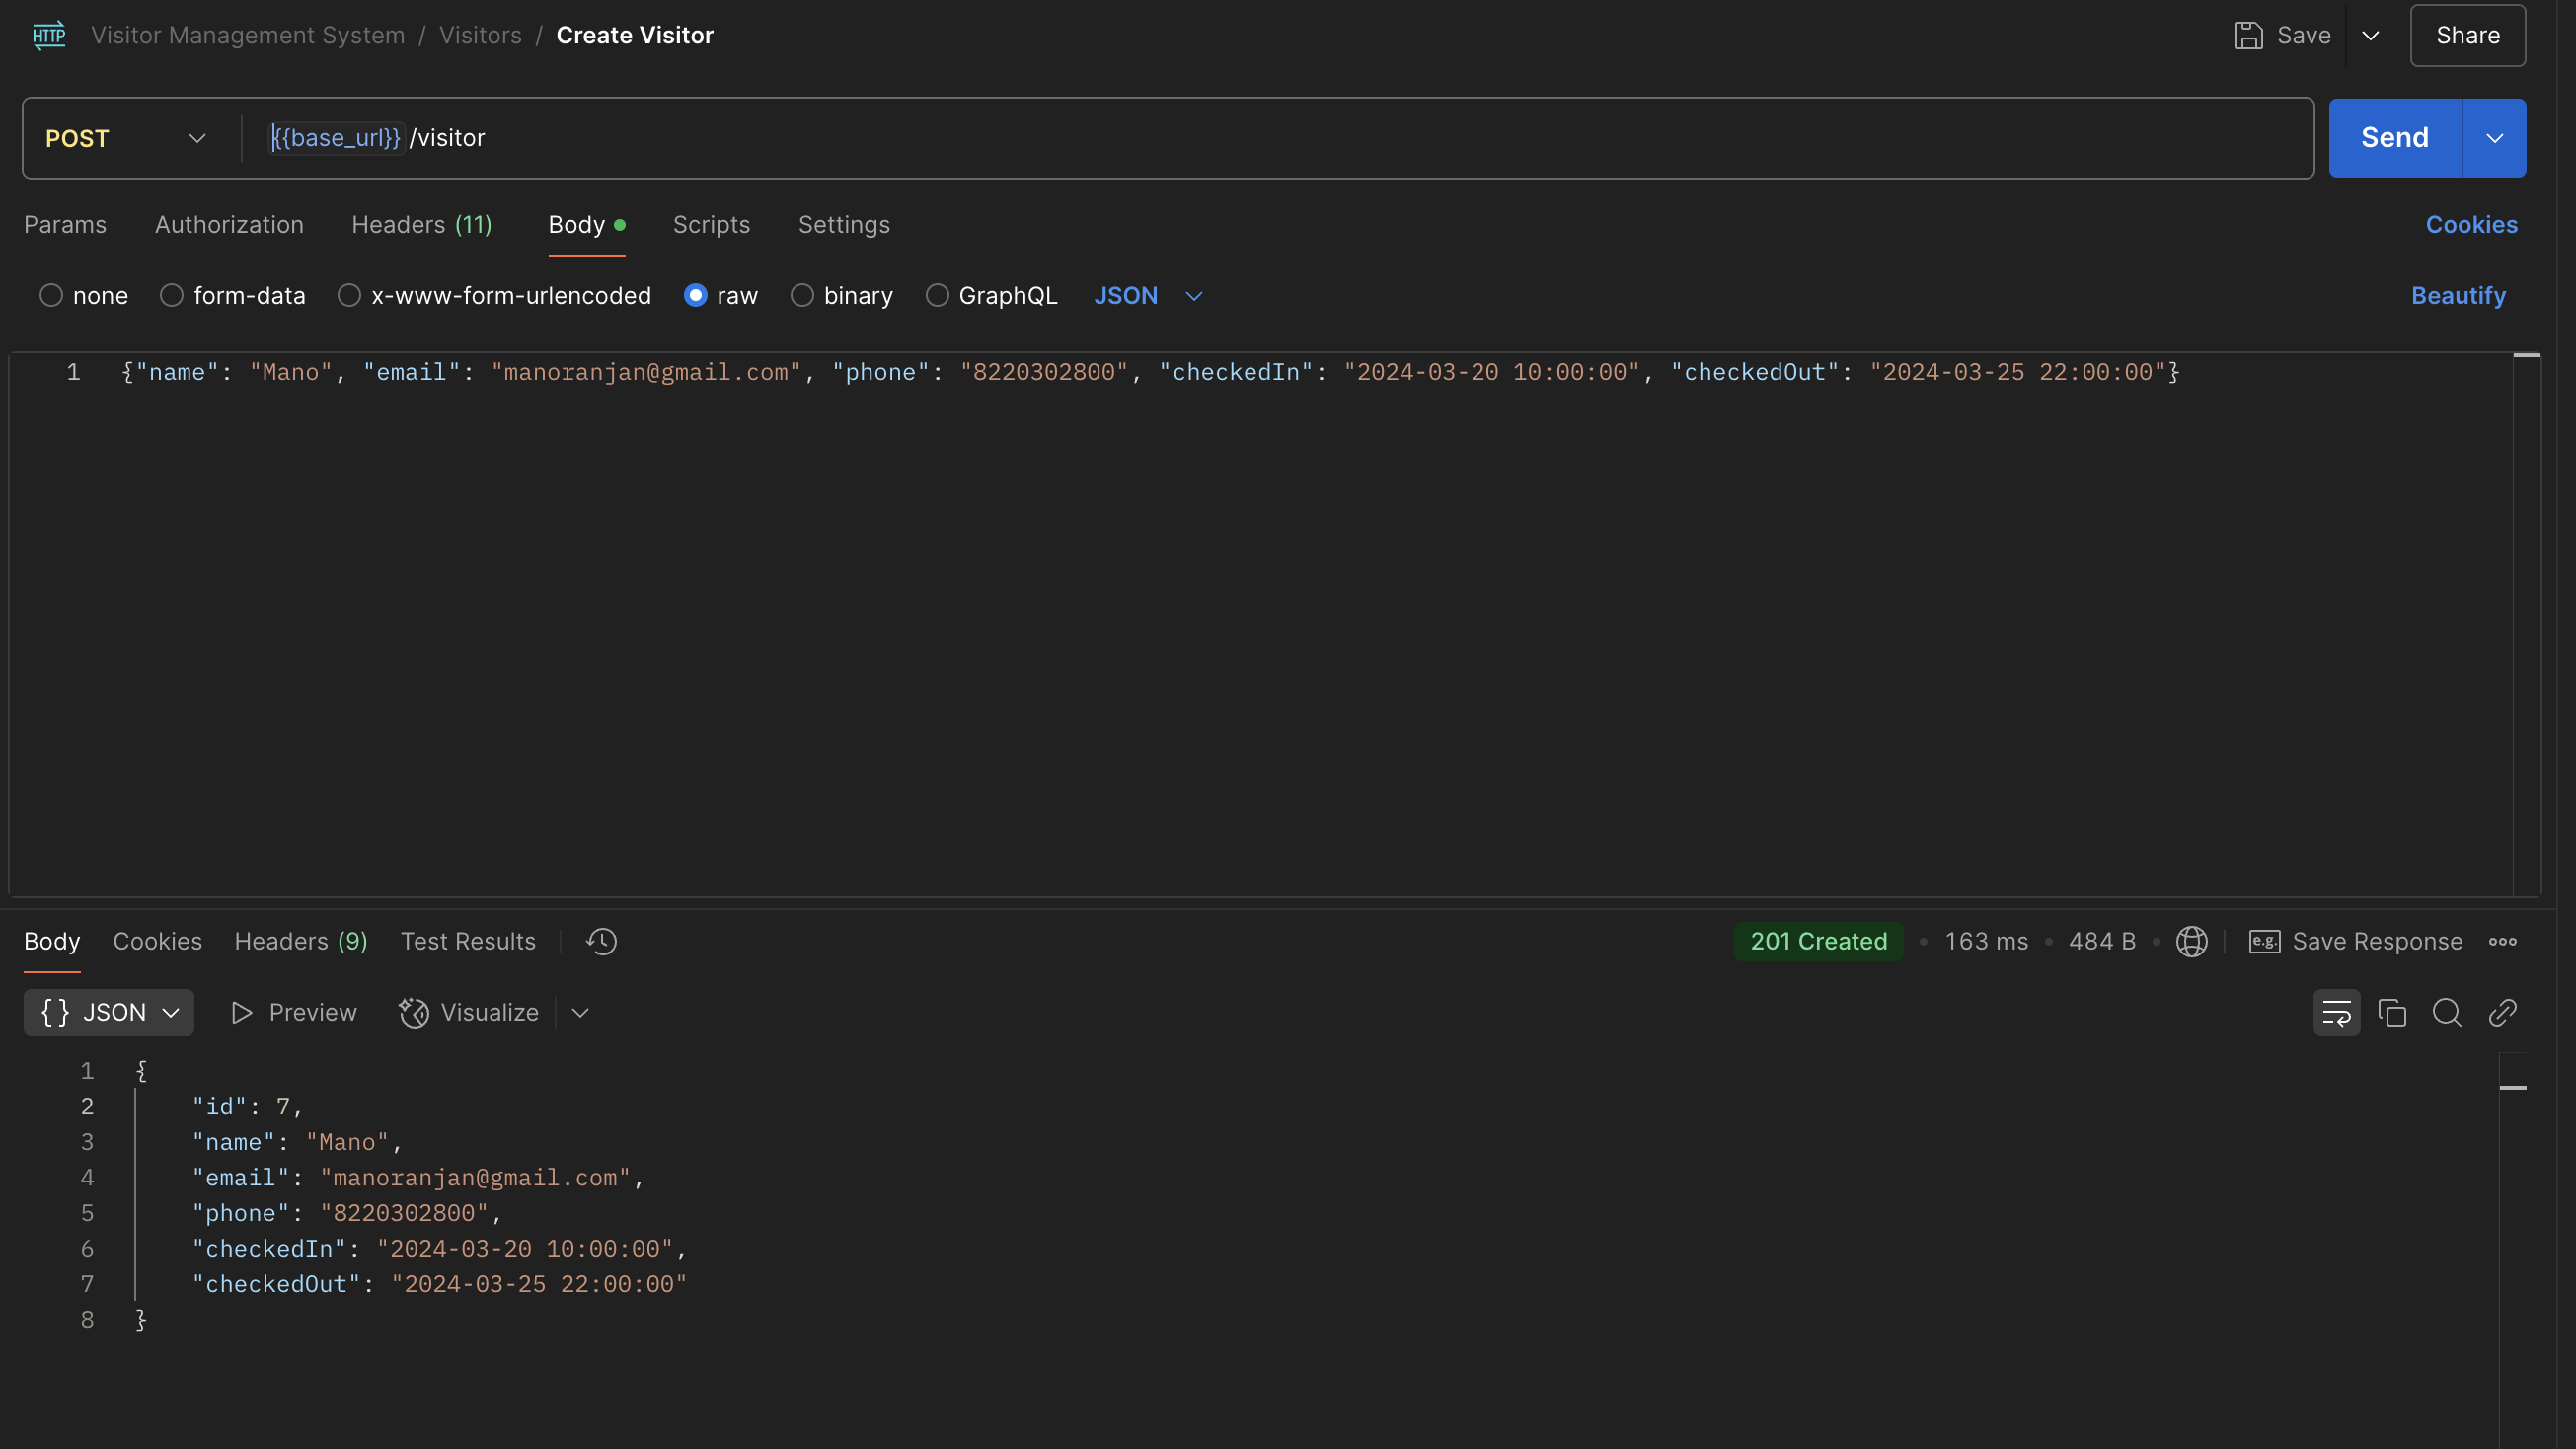 HTTP Visitor Management System / Visitors / Create Visitor Save Share
POST {{base_url}} /visitor Send
Params Authorization Headers (11) Body Scripts Settings Cookies
none form-data x-www-form-urlencoded raw binary GraphQL JSON Beautify
1 {"name": "Mano", "email": "manoranjan@gmail.com", "phone": "8220302800", "checkedIn": "2024-03-20 10:00:00", "checkedOut": "2024-03-25 22:00:00"}
Body Cookies Headers (9) Test Results 201 Created • 163 ms • 484 B • e.g. Save Response
{} JSON Preview Visualize
1 {
2 "id": 7,
3 "name": "Mano",
4 "email": "manoranjan@gmail.com",
5 "phone": "8220302800",
6 "checkedIn": "2024-03-20 10:00:00",
7 "checkedOut": "2024-03-25 22:00:00"
8 }